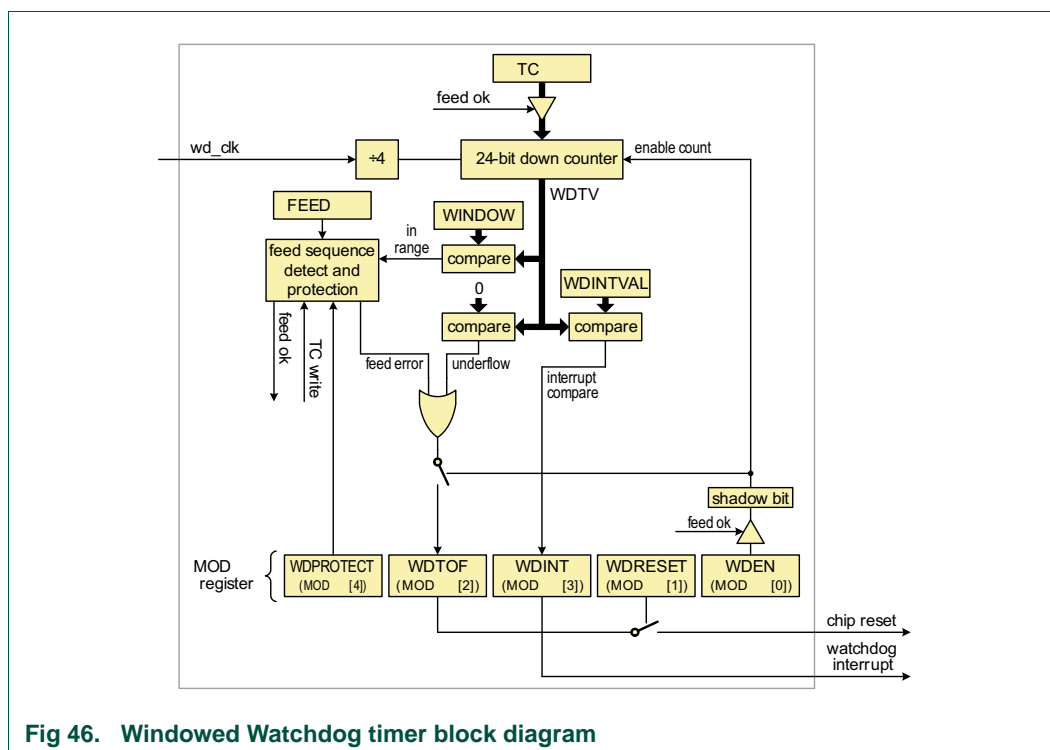 TC
feed ok
wd_clk
÷4
24-bit down counter
enable count
WDTV
FEED
WINDOW
in
range
feed sequence
detect and
protection
compare
0
WDINTVAL
compare
compare
feed ok
TC write
feed error
underflow
interrupt
compare
shadow bit
feed ok
MOD
register
WDPROTECT
(MOD [4])
WDTOF
(MOD [2])
WDINT
(MOD [3])
WDRESET
(MOD [1])
WDEN
(MOD [0])
chip reset
watchdog
interrupt
Fig 46. Windowed Watchdog timer block diagram